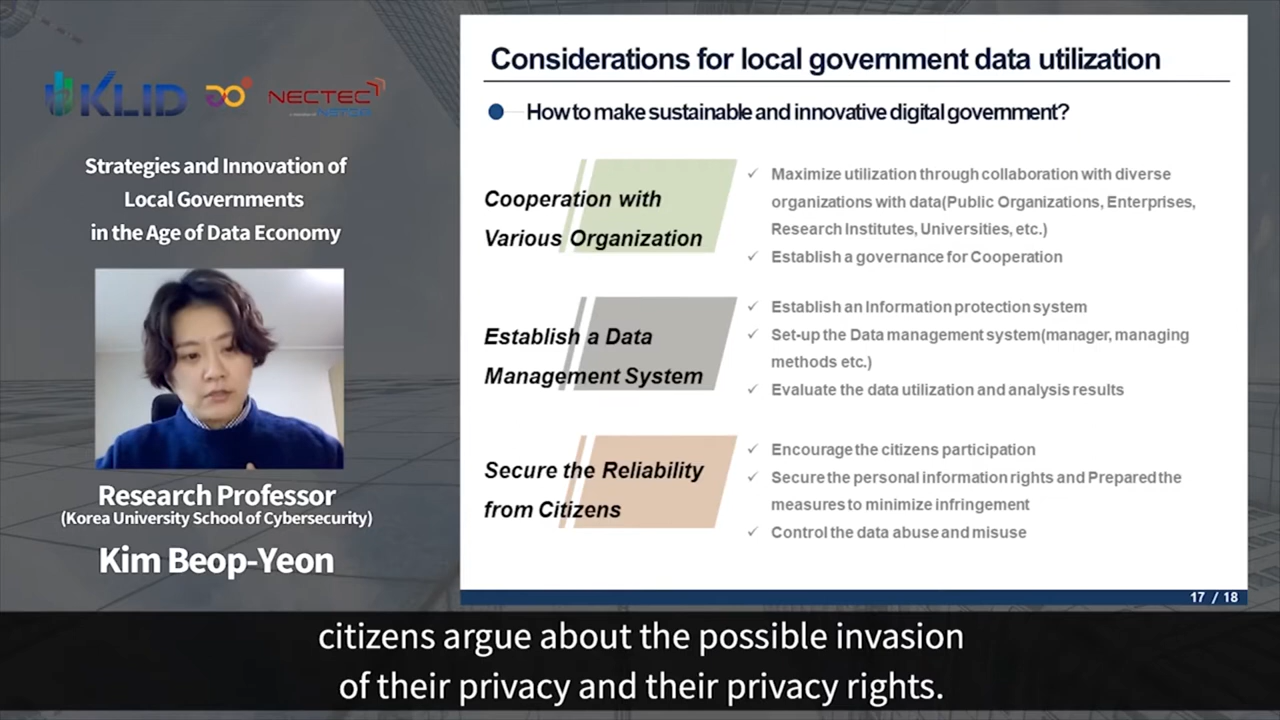 KLID
NECTEC
Strategies and Innovation of
Local Governments
in the Age of Data Economy
Research Professor
(Korea University School of Cybersecurity)
Kim Beop-Yeon
Considerations for local government data utilization
How to make sustainable and innovative digital government?
Cooperation with
Various Organization
✓ Maximize utilization through collaboration with diverse
organizations with data(Public Organizations, Enterprises,
Research Institutes, Universities, etc.)
✓ Establish a governance for Cooperation
Establish a Data
Management System
✓ Establish an Information protection system
✓ Set-up the Data management system(manager, managing
methods etc.)
✓ Evaluate the data utilization and analysis results
Secure the Reliability
from Citizens
✓ Encourage the citizens participation
✓ Secure the personal information rights and Prepared the
measures to minimize infringement
✓ Control the data abuse and misuse
17 / 18
citizens argue about the possible invasion
of their privacy and their privacy rights.